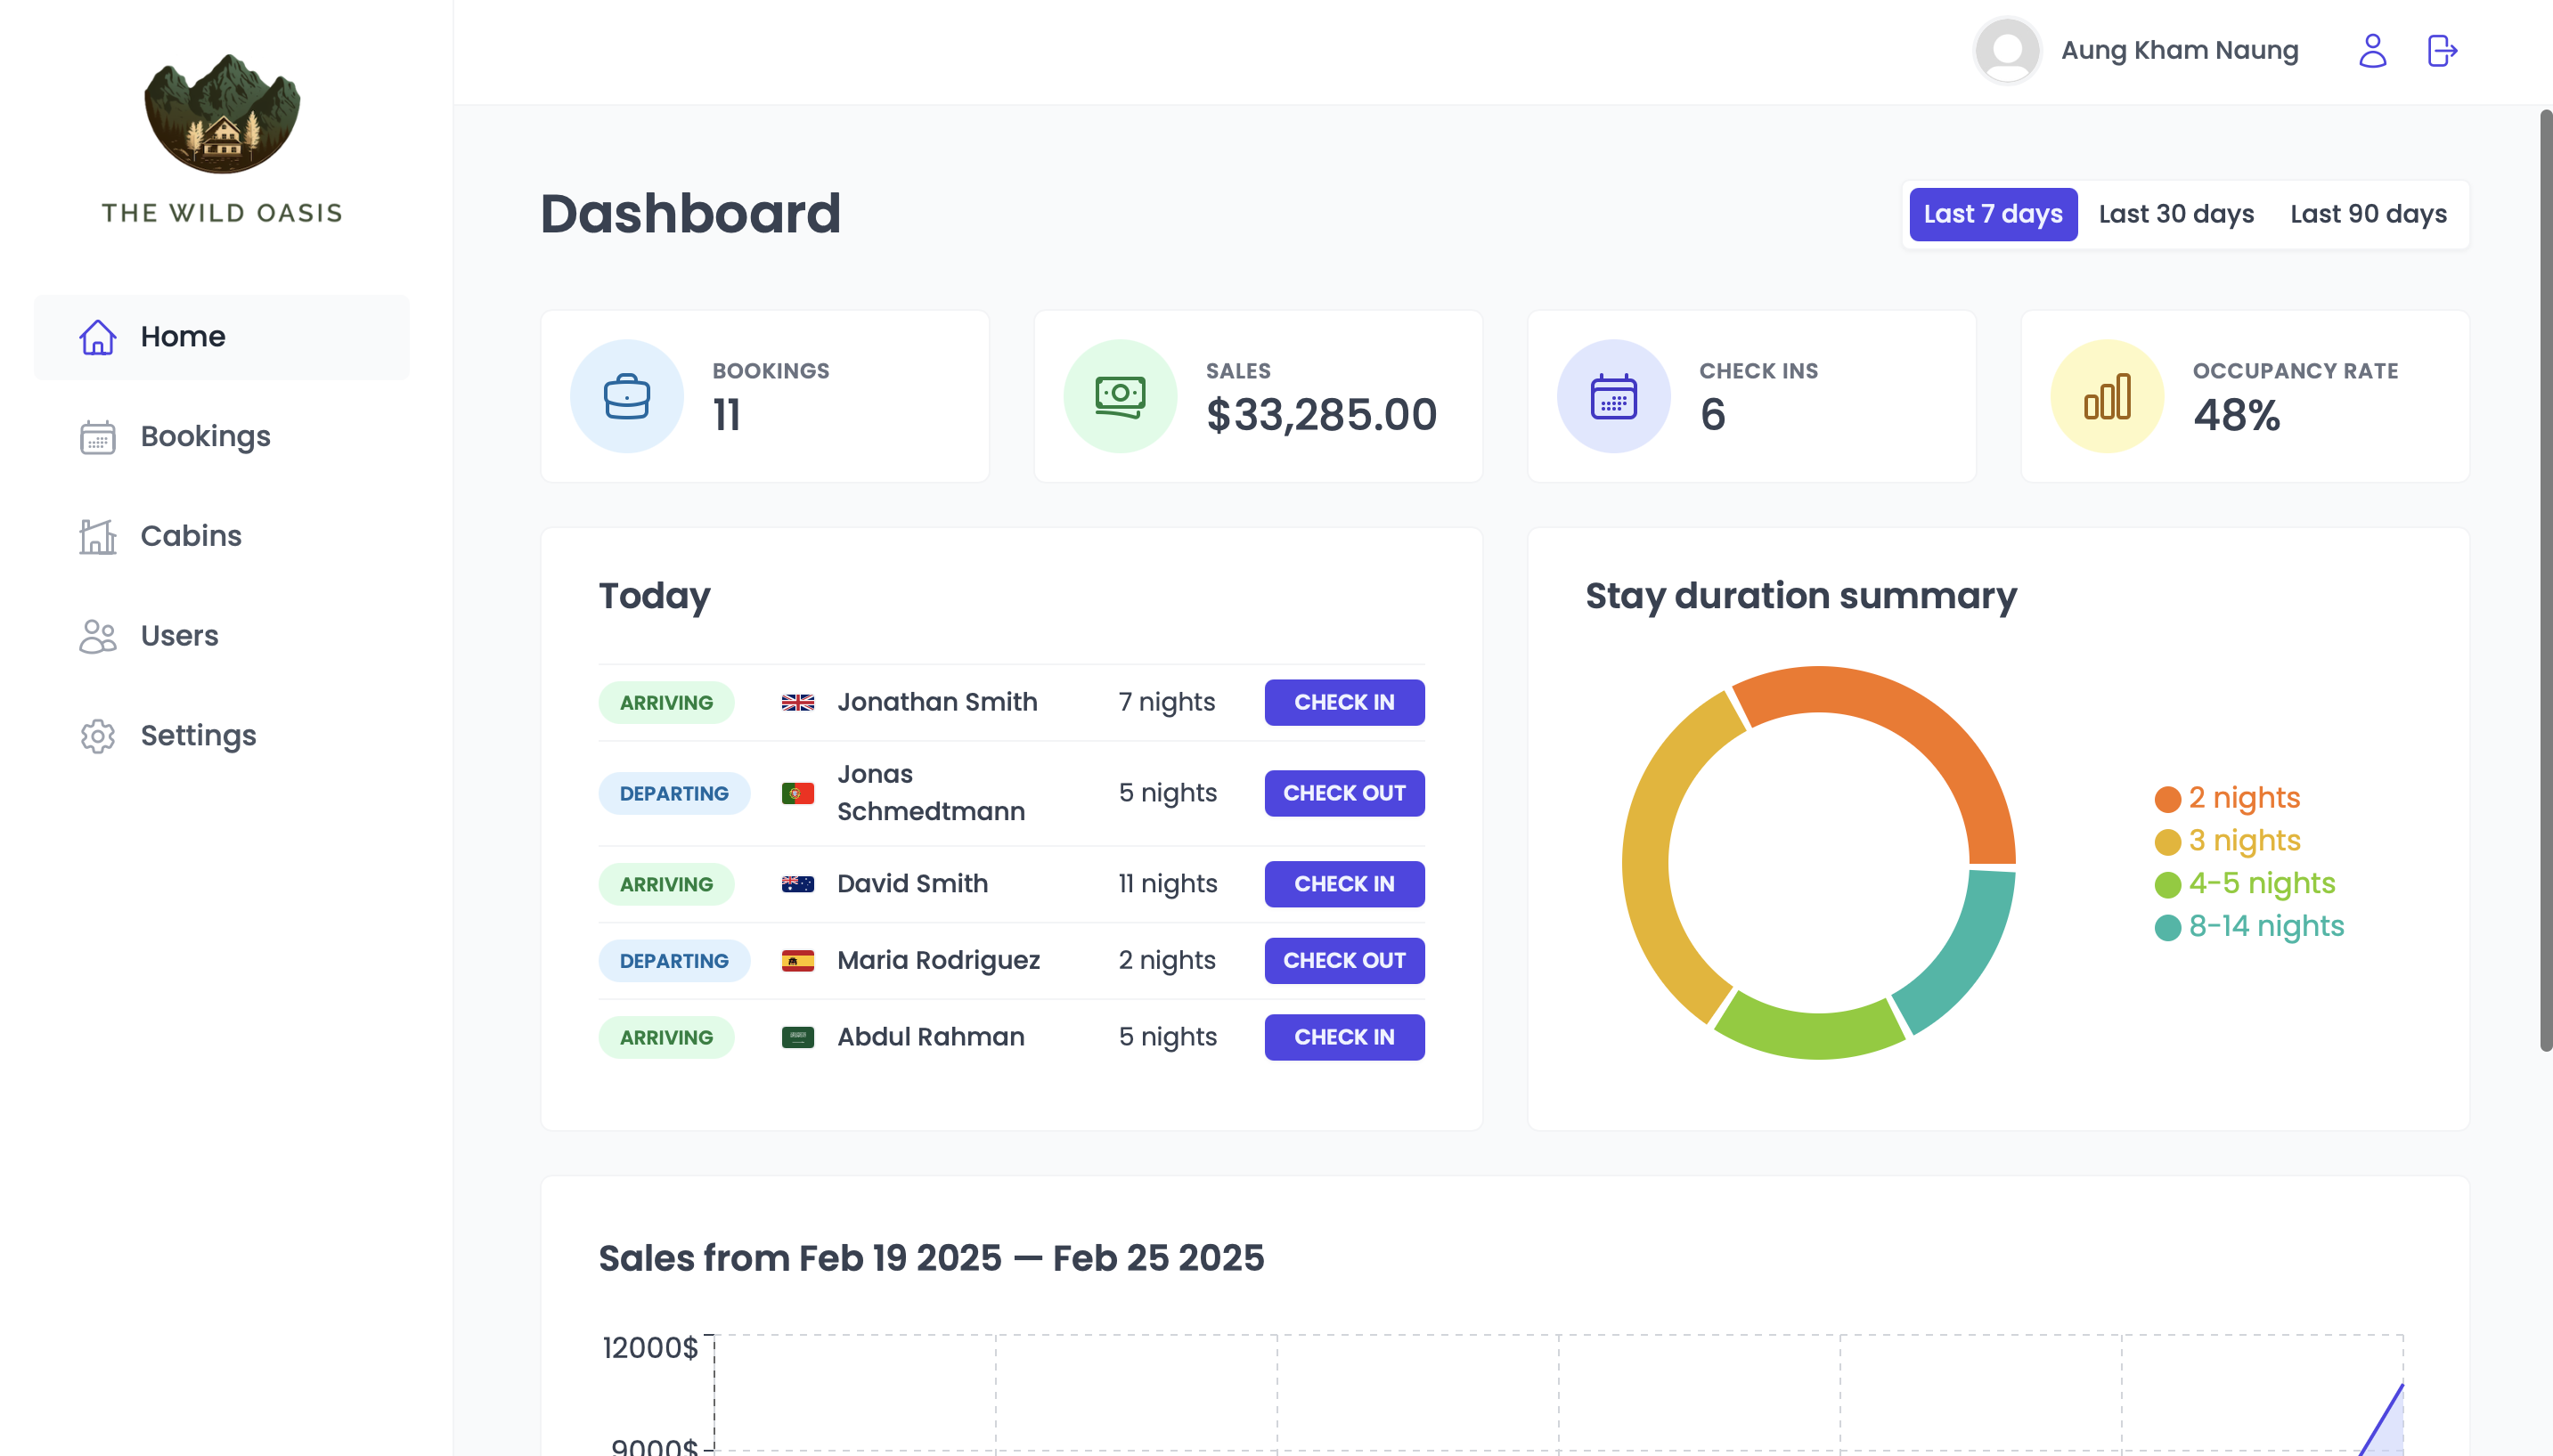 THE WILD OASIS
Home
Bookings
Cabins
Users
Settings
Aung Kham Naung
Dashboard
Last 7 days Last 30 days Last 90 days
BOOKINGS
11
SALES
$33,285.00
CHECK INS
6
OCCUPANCY RATE
48%
Today
ARRIVING Jonathan Smith 7 nights CHECK IN
DEPARTING Jonas
Schmedtmann 5 nights CHECK OUT
ARRIVING David Smith 11 nights CHECK IN
DEPARTING Maria Rodriguez 2 nights CHECK OUT
ARRIVING Abdul Rahman 5 nights CHECK IN
Stay duration summary
2 nights
3 nights
4-5 nights
8-14 nights
Sales from Feb 19 2025 — Feb 25 2025
12000$
9000$